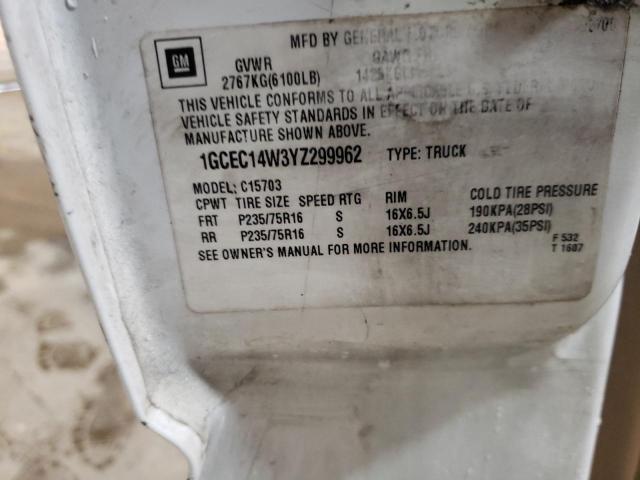 GM
MFD BY GENERAL
GVWR
2767KG(6100LB)
THIS VEHICLE CONFORMS TO ALL APPLICABLE
VEHICLE SAFETY STANDARDS IN EFFECT ON THE DATE OF
MANUFACTURE SHOWN ABOVE.
1GCEC14W3YZ299962 TYPE: TRUCK
MODEL: C15703
CPWT TIRE SIZE SPEED RTG RIM COLD TIRE PRESSURE
FRT P235/75R16 S 16X6.5J 190KPA(28PSI)
RR P235/75R16 S 16X6.5J 240KPA(35PSI)
SEE OWNER'S MANUAL FOR MORE INFORMATION.
F 532
T 1687